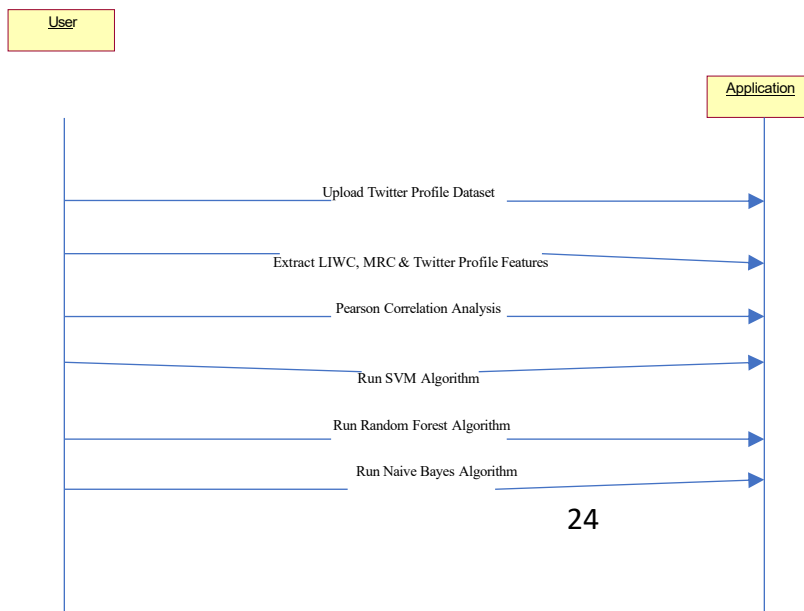 User
Application
Upload Twitter Profile Dataset
Extract LIWC, MRC & Twitter Profile Features
Pearson Correlation Analysis
Run SVM Algorithm
Run Random Forest Algorithm
Run Naive Bayes Algorithm
24